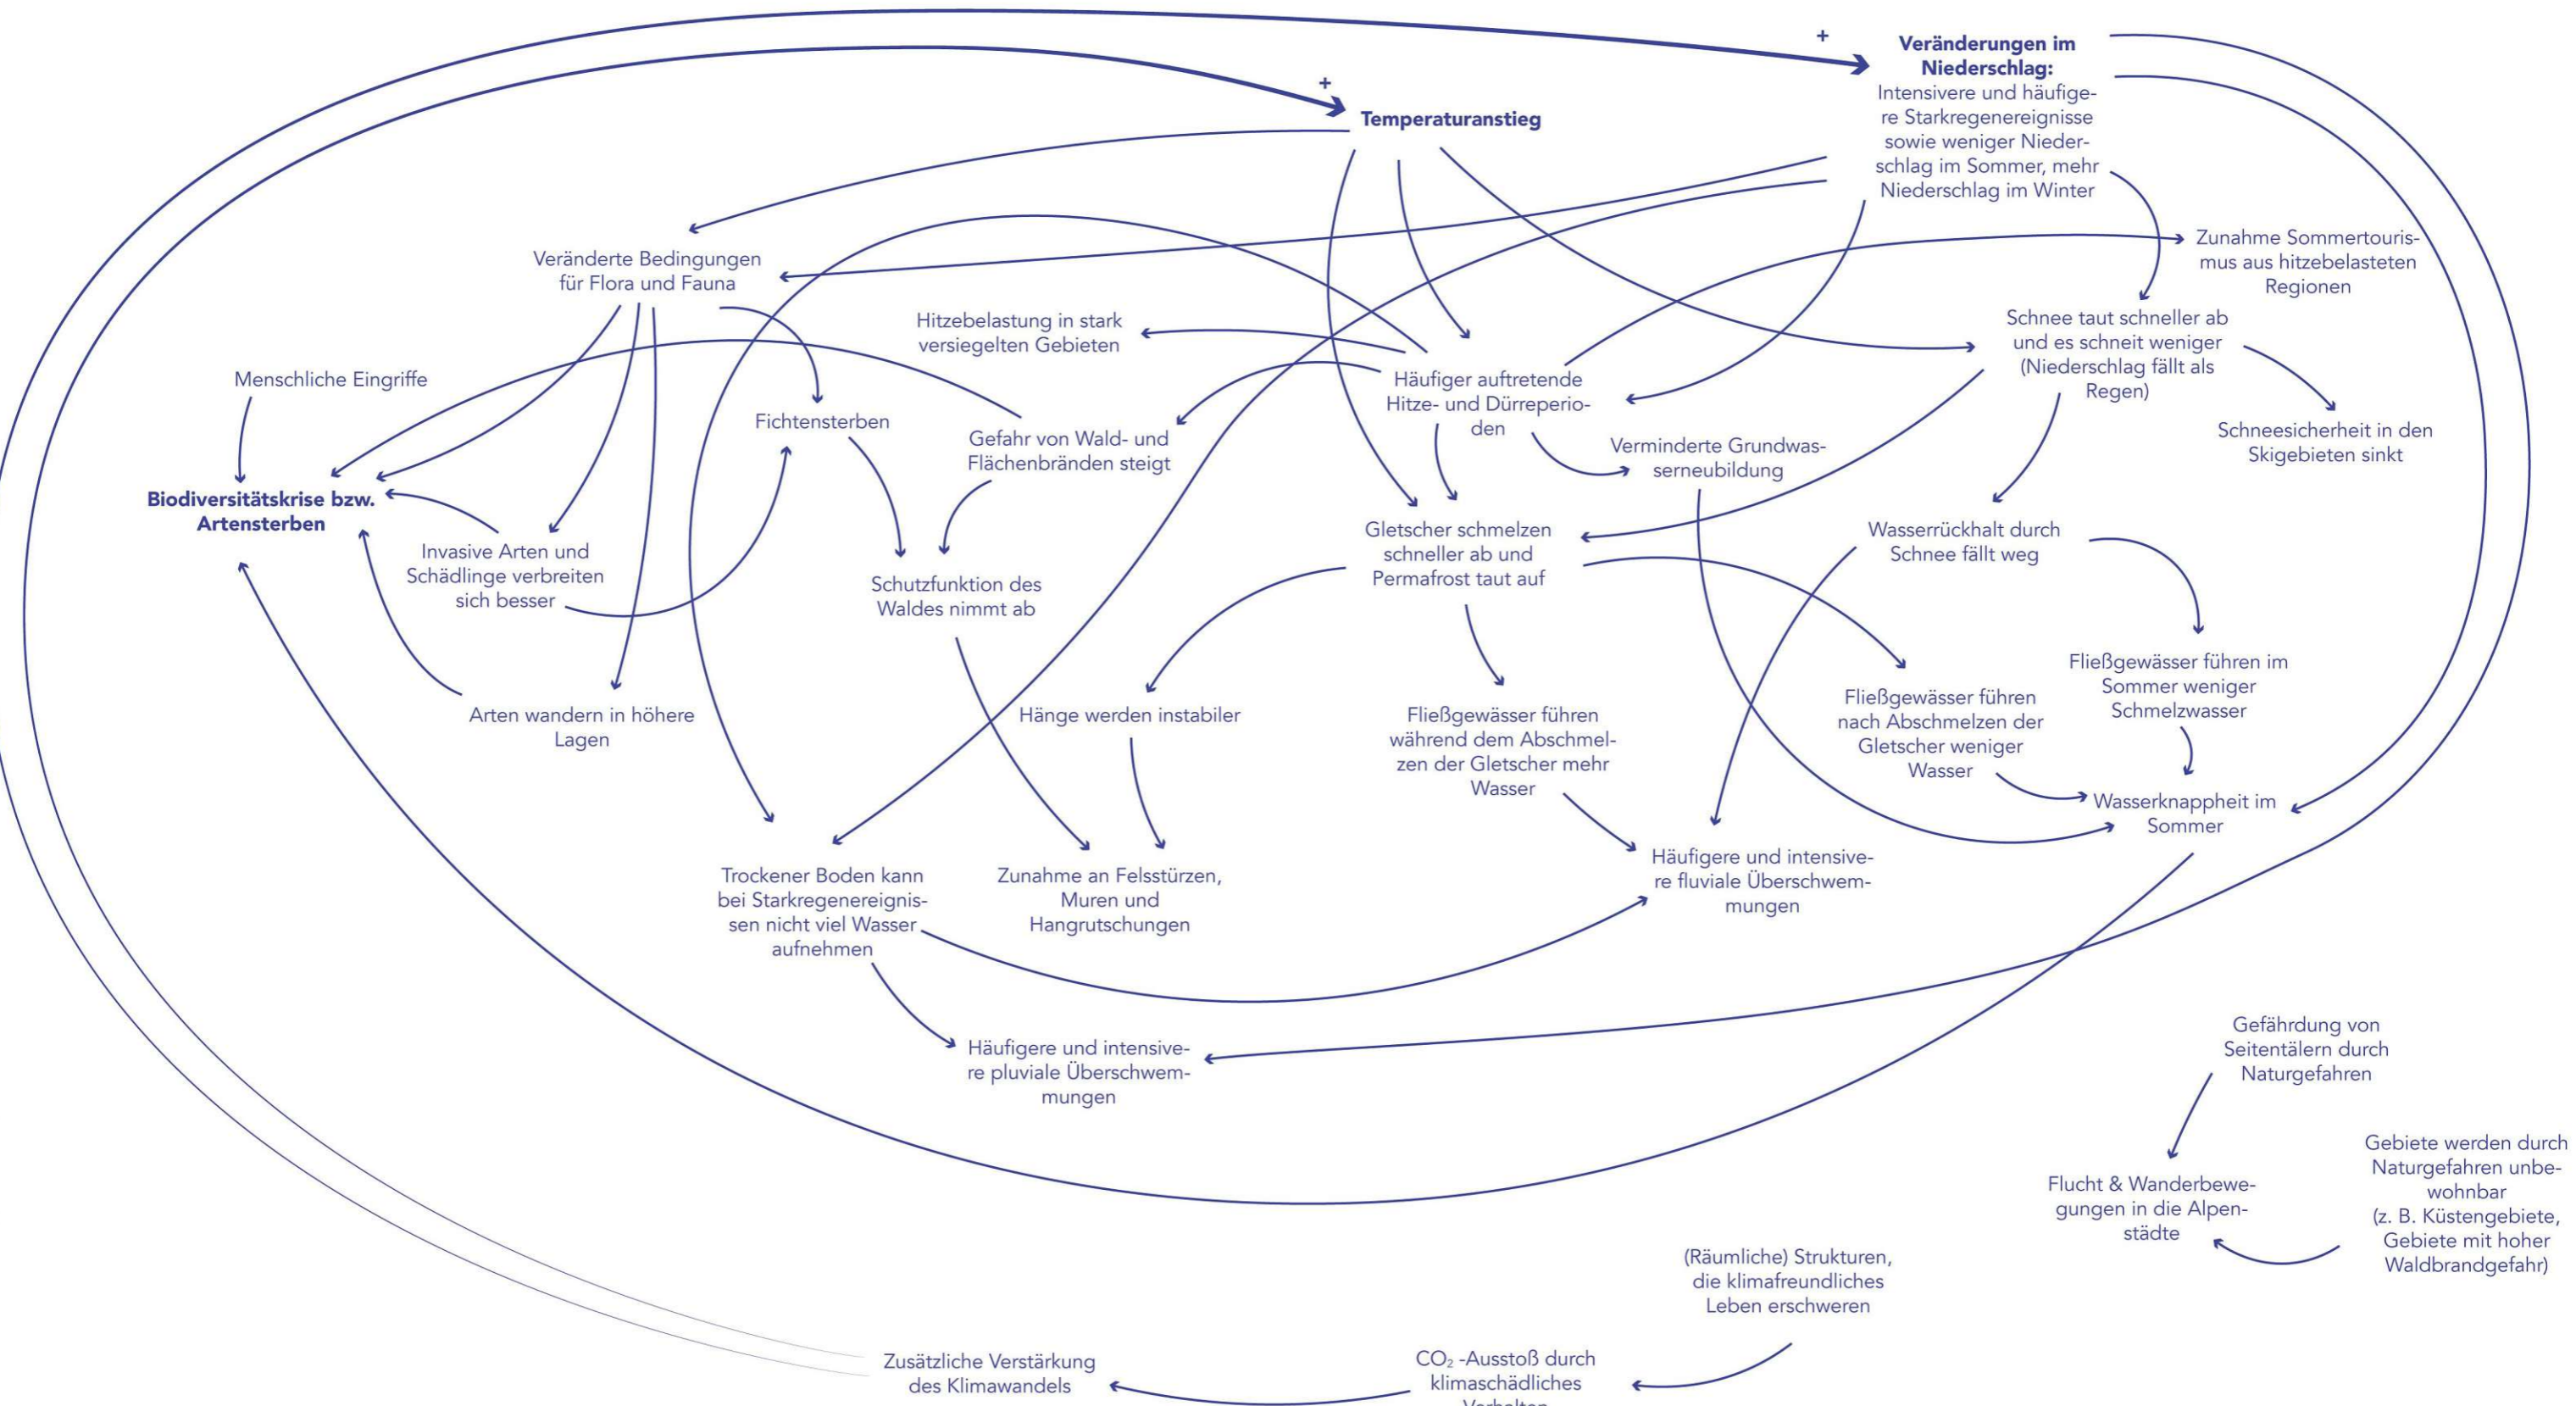 +
Veränderungen im
Niederschlag:
Intensivere und häufige-
re Starkregenereignisse
sowie weniger Nieder-
schlag im Sommer, mehr
Niederschlag im Winter
+
Temperaturanstieg
Veränderte Bedingungen
für Flora und Fauna
Zunahme Sommertouris-
mus aus hitzebelasteten
Regionen
Hitzebelastung in stark
versiegelten Gebieten
Schnee taut schneller ab
und es schneit weniger
(Niederschlag fällt als
Regen)
Menschliche Eingriffe
Häufiger auftretende
Hitze- und Dürreperio-
den
Fichtensterben
Gefahr von Wald- und
Flächenbränden steigt
Verminderte Grundwas-
serneubildung
Schneesicherheit in den
Skigebieten sinkt
Biodiversitätskrise bzw.
Artensterben
Invasive Arten und
Schädlinge verbreiten
sich besser
Schutzfunktion des
Waldes nimmt ab
Gletscher schmelzen
schneller ab und
Permafrost taut auf
Wasserrückhalt durch
Schnee fällt weg
Fließgewässer führen im
Sommer weniger
Schmelzwasser
Arten wandern in höhere
Lagen
Hänge werden instabiler
Fließgewässer führen
während dem Abschmel-
zen der Gletscher mehr
Wasser
Fließgewässer führen
nach Abschmelzen der
Gletscher weniger
Wasser
Wasserknappheit im
Sommer
Trockener Boden kann
bei Starkregenereignis-
sen nicht viel Wasser
aufnehmen
Zunahme an Felsstürzen,
Muren und
Hangrutschungen
Häufigere und intensive-
re fluviale Überschwem-
mungen
Häufigere und intensive-
re pluviale Überschwem-
mungen
Gefährdung von
Seitentälern durch
Naturgefahren
Flucht & Wanderbewe-
gungen in die Alpen-
städte
Gebiete werden durch
Naturgefahren unbe-
wohnbar
(z. B. Küstengebiete,
Gebiete mit hoher
Waldbrandgefahr)
(Räumliche) Strukturen,
die klimafreundliches
Leben erschweren
Zusätzliche Verstärkung
des Klimawandels
CO₂ -Ausstoß durch
klimaschädliches